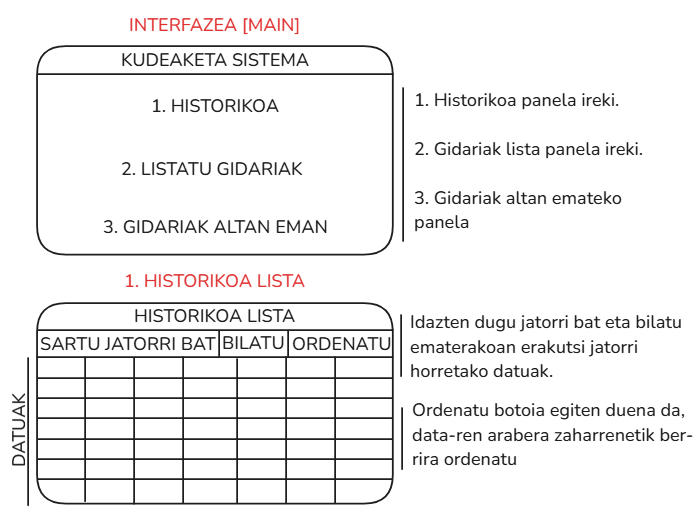 INTERFAZEA [MAIN]
KUDEAKETA SISTEMA
1. HISTORIKOA
2. LISTATU GIDARIAK
3. GIDARIAK ALTAN EMAN
1. Historikoa panela ireki.
2. Gidariak lista panela ireki.
3. Gidariak altan emateko
panela
1. HISTORIKOA LISTA
HISTORIKOA LISTA
SARTU JATORRI BAT BILATU ORDENATU
DATUAK
Idazten dugu jatorri bat eta bilatu
ematerakoan erakutsi jatorri
horretako datuak.
Ordenatu botoia egiten duena da,
data-ren arabera zaharrenetik ber-
rira ordenatu